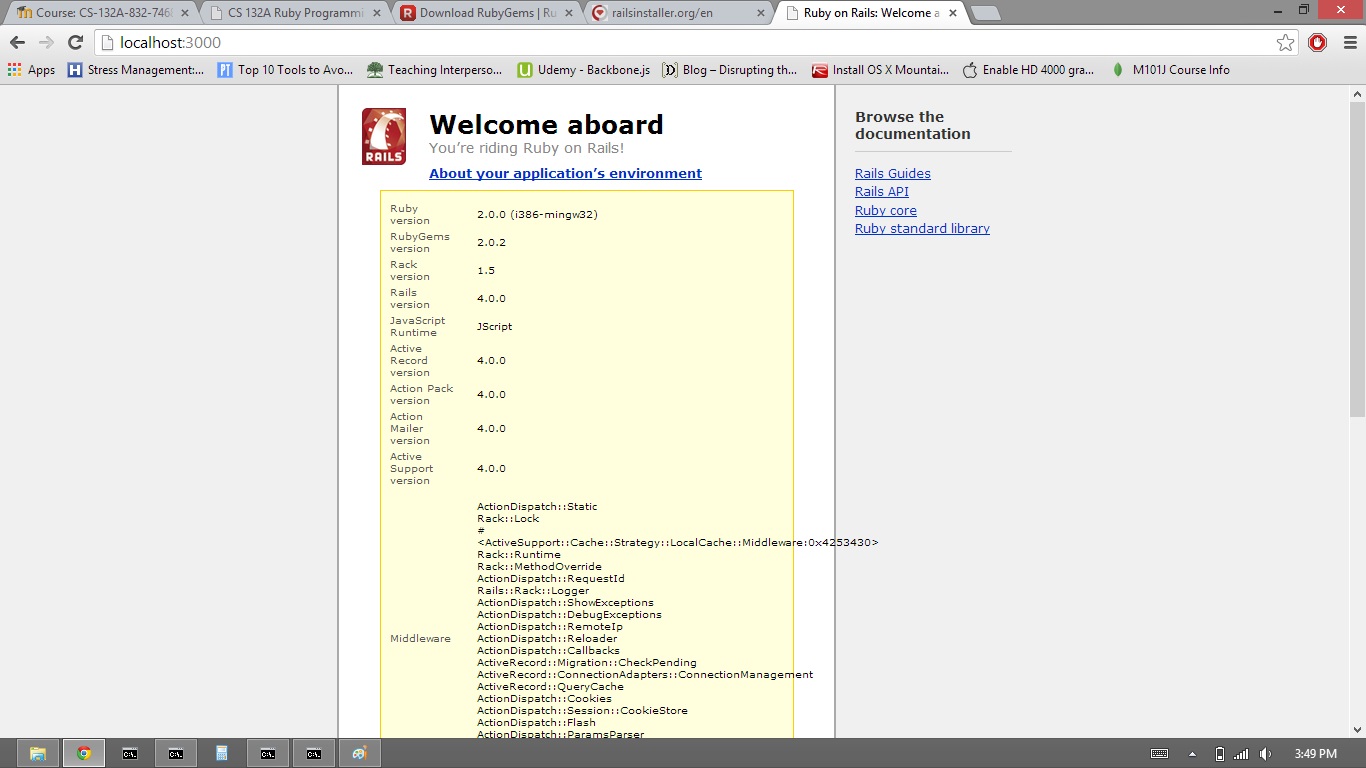 Course: CS-132A-832-746
CS 132A Ruby Programmi
Download RubyGems | Ru
railsinstaller.org/en
Ruby on Rails: Welcome a
localhost:3000
Apps
Stress Management:...
Top 10 Tools to Avo...
Teaching Interperso...
Udemy - Backbone.js
Blog – Disrupting th...
Install OS X Mountai...
Enable HD 4000 gra...
M101J Course Info
RAILS
Welcome aboard
You're riding Ruby on Rails!
About your application's environment
Ruby
version
2.0.0 (i386-mingw32)
RubyGems
version
2.0.2
Rack
version
1.5
Rails
version
4.0.0
JavaScript
Runtime
JScript
Active
Record
version
4.0.0
Action Pack
version
4.0.0
Action
Mailer
version
4.0.0
Active
Support
version
4.0.0
Middleware
ActionDispatch::Static
Rack::Lock
#
<ActiveSupport::Cache::Strategy::LocalCache::Middleware:0x4253430>
Rack::Runtime
Rack::MethodOverride
ActionDispatch::RequestId
Rails::Rack::Logger
ActionDispatch::ShowExceptions
ActionDispatch::DebugExceptions
ActionDispatch::RemoteIp
ActionDispatch::Reloader
ActionDispatch::Callbacks
ActiveRecord::Migration::CheckPending
ActiveRecord::ConnectionAdapters::ConnectionManagement
ActiveRecord::QueryCache
ActionDispatch::Cookies
ActionDispatch::Session::CookieStore
ActionDispatch::Flash
ActionDispatch::ParamsParser
Browse the
documentation
Rails Guides
Rails API
Ruby core
Ruby standard library
3:49 PM